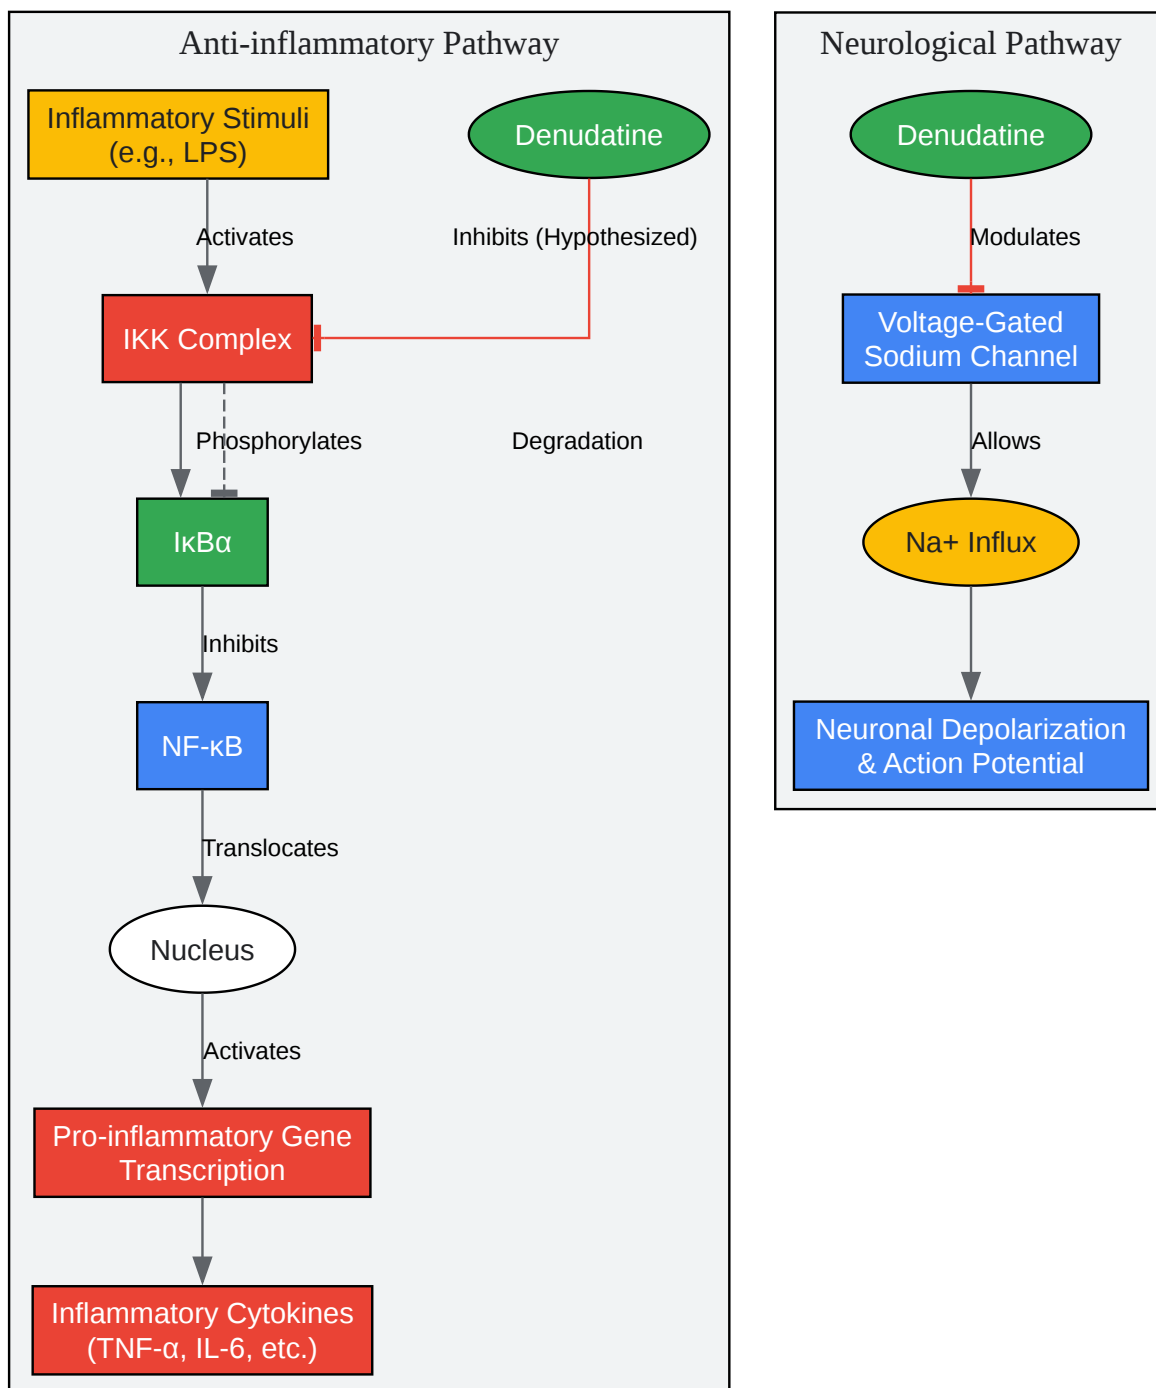 Anti-inflammatory Pathway
Inflammatory Stimuli
(e.g., LPS)
Denudatine
Activates
Inhibits (Hypothesized)
IKK Complex
Phosphorylates
Degradation
IκBα
Inhibits
NF-κB
Translocates
Nucleus
Activates
Pro-inflammatory Gene
Transcription
Inflammatory Cytokines
(TNF-α, IL-6, etc.)
Neurological Pathway
Denudatine
Modulates
Voltage-Gated
Sodium Channel
Allows
Na+ Influx
Neuronal Depolarization
& Action Potential